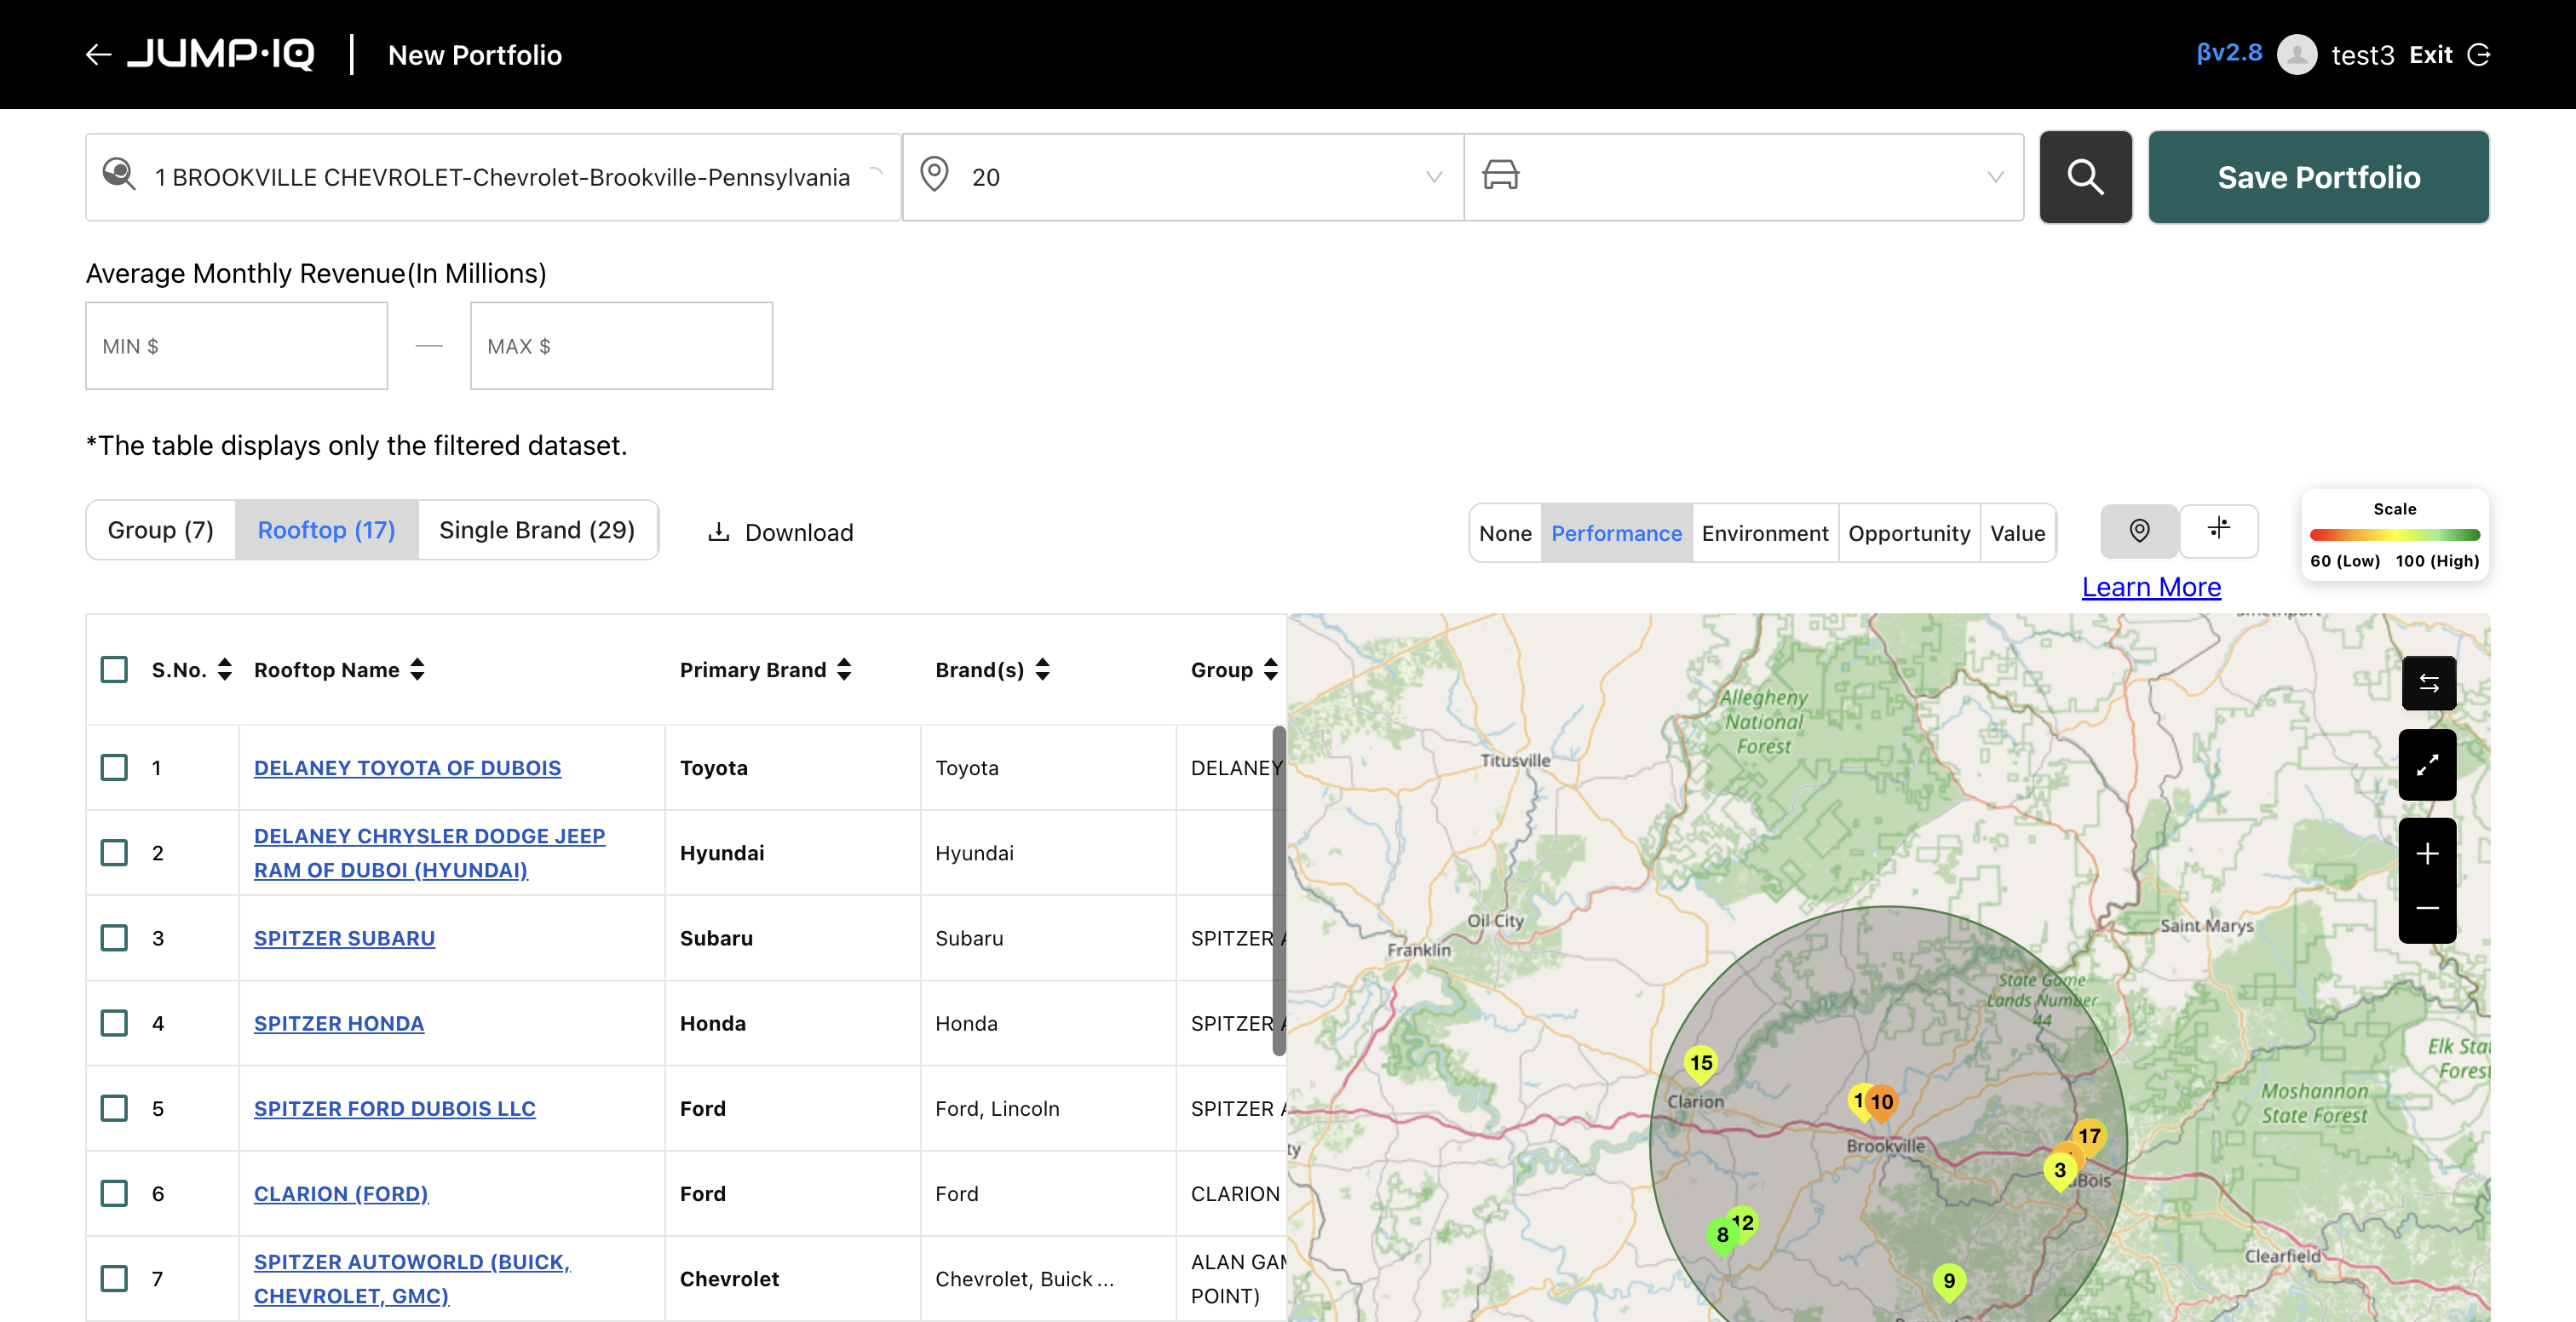 JUMP·IQ
New Portfolio
βv2.8
test3
Exit
1 BROOKVILLE CHEVROLET-Chevrolet-Brookville-Pennsylvania
20
Save Portfolio
Average Monthly Revenue(In Millions)
MIN $
MAX $
*The table displays only the filtered dataset.
Group (7)
Rooftop (17)
Single Brand (29)
Download
None
Performance
Environment
Opportunity
Value
Learn More
Scale
60 (Low)
100 (High)
S.No.
Rooftop Name
Primary Brand
Brand(s)
Group
1
DELANEY TOYOTA OF DUBOIS
Toyota
Toyota
DELANEY
2
DELANEY CHRYSLER DODGE JEEP
RAM OF DUBOI (HYUNDAI)
Hyundai
Hyundai
3
SPITZER SUBARU
Subaru
Subaru
SPITZER A
4
SPITZER HONDA
Honda
Honda
SPITZER A
5
SPITZER FORD DUBOIS LLC
Ford
Ford, Lincoln
SPITZER A
6
CLARION (FORD)
Ford
Ford
CLARION
7
SPITZER AUTOWORLD (BUICK,
CHEVROLET, GMC)
Chevrolet
Chevrolet, Buick ...
ALAN GAM
POINT)
Allegheny
National
Forest
Titusville
Oil City
Franklin
Saint Marys
State Game
Lands Number
44
Elk Stat
Forest
Moshannon
State Forest
15
Clarion
1
10
Brookville
17
3
uBois
12
8
Clearfield
9